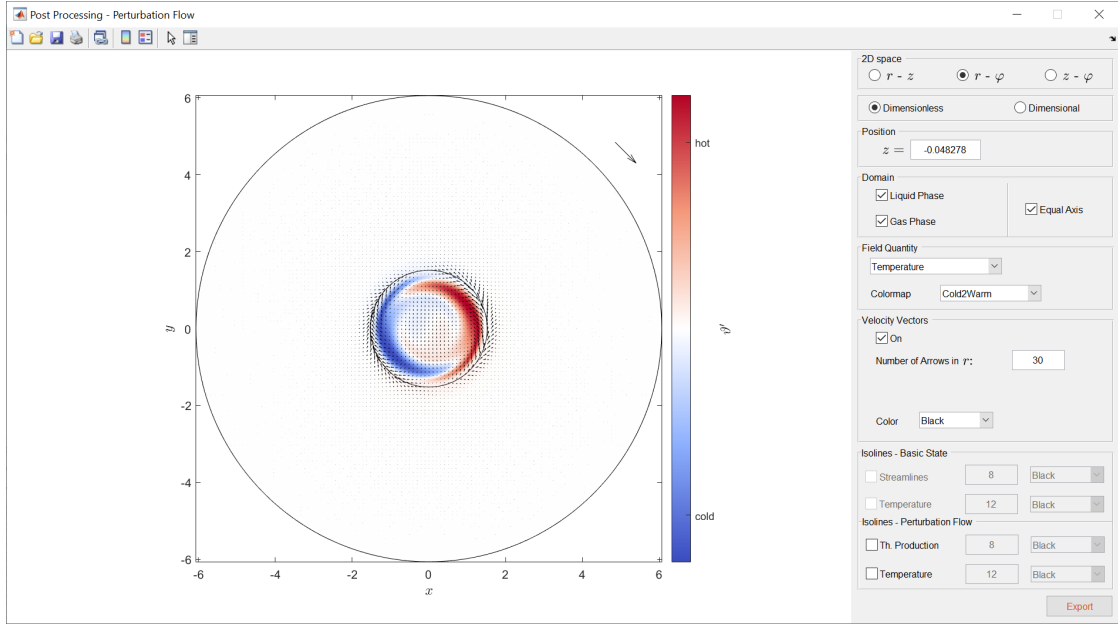 Post Processing - Perturbation Flow
6
4
2
0
-2
-4
-6
y
-6
-4
-2
0
2
4
6
x
hot
cold
ϑ′
2D space
r - z
r - φ
z - φ
Dimensionless
Dimensional
Position
z = -0.048278
Domain
Liquid Phase
Gas Phase
Equal Axis
Field Quantity
Temperature
Colormap Cold2Warm
Velocity Vectors
On
Number of Arrows in r: 30
Color Black
Isolines - Basic State
Streamlines 8 Black
Temperature 12 Black
Isolines - Perturbation Flow
Th. Production 8 Black
Temperature 12 Black
Export